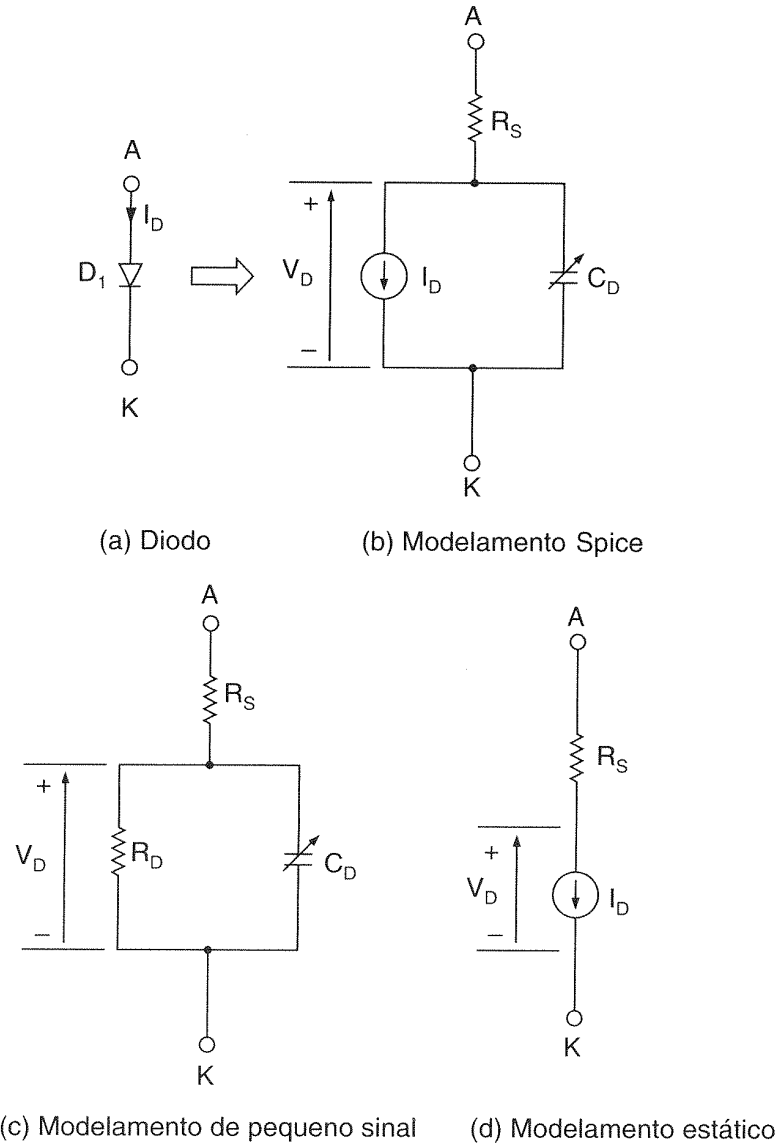 A
I_D
D_1
K
(a) Diodo
A
R_S
+
V_D
I_D
C_D
–
K
(b) Modelamento Spice
A
R_S
+
V_D
R_D
C_D
–
K
(c) Modelamento de pequeno sinal
A
R_S
+
V_D
I_D
–
K
(d) Modelamento estático